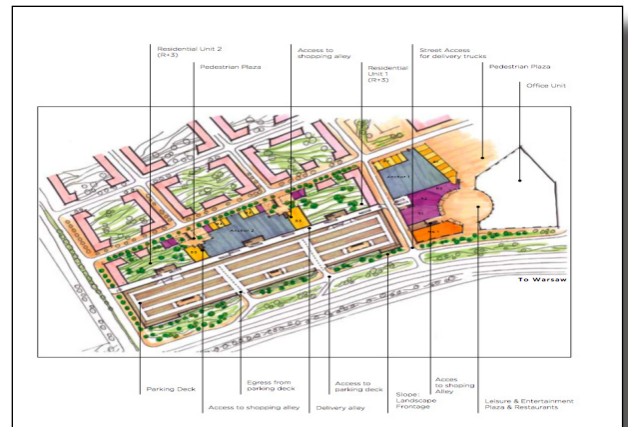 Residential Unit 2
(R+3)
Pedestrian Plaza
Access to
shopping alley
Residential
Unit 1
(R+3)
Street Access
for delivery trucks
Pedestrian Plaza
Office Unit
To Warsaw
Parking Deck
Access to shopping alley
Egress from
parking deck
Delivery alley
Access to
parking deck
Slope:
Landscape
Frontage
Acces
to shoping
Alley
Leisure & Entertainment
Plaza & Restaurants